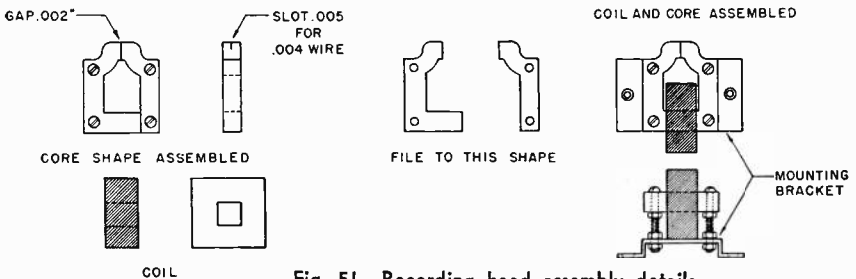 GAP.002"
SLOT.005
FOR
.004 WIRE
COIL AND CORE ASSEMBLED
CORE SHAPE ASSEMBLED
FILE TO THIS SHAPE
MOUNTING
BRACKET
COIL
Fig. 51. Recording head assembly details